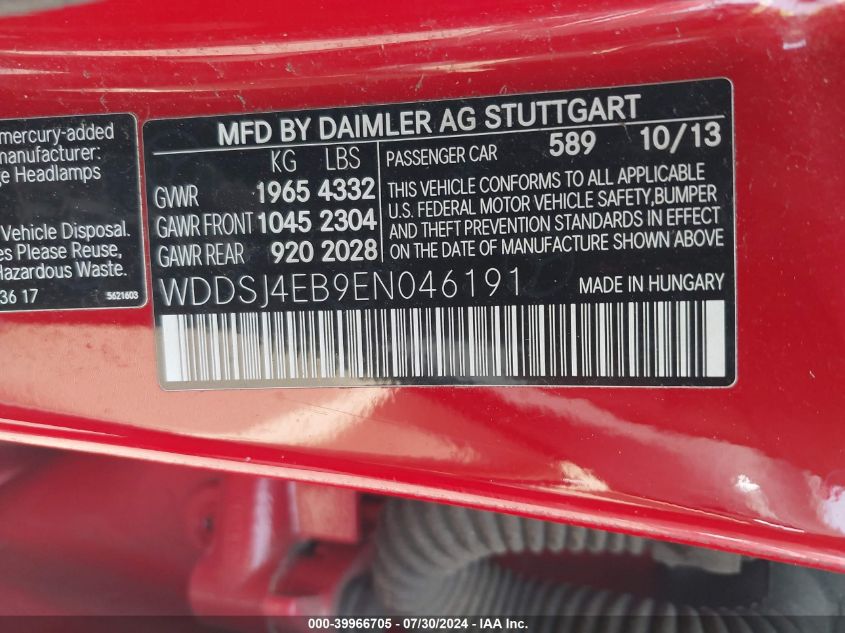 mercury-added
manufacturer:
ge Headlamps
Vehicle Disposal.
es Please Reuse,
Hazardous Waste.
36 17
5621603
MFD BY DAIMLER AG STUTTGART
KG LBS
GVWR 1965 4332
GAWR FRONT 1045 2304
GAWR REAR 920 2028
PASSENGER CAR 589 10/13
THIS VEHICLE CONFORMS TO ALL APPLICABLE
U.S. FEDERAL MOTOR VEHICLE SAFETY,BUMPER
AND THEFT PREVENTION STANDARDS IN EFFECT
ON THE DATE OF MANUFACTURE SHOWN ABOVE.
WDDSJ4EB9EN046191 MADE IN HUNGARY
000-39966705 - 07/30/2024 - IAAI Inc.